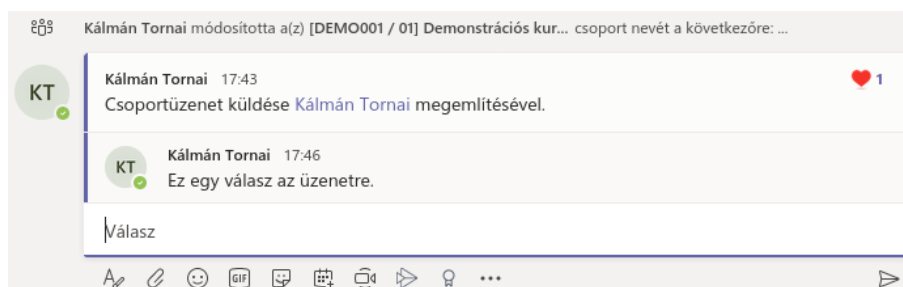 Kálmán Tornai módosította a(z) [DEMO001 / 01] Demonstrációs kur... csoport nevét a következőre: ...
KT
Kálmán Tornai 17:43
1
Csoportüzenet küldése Kálmán Tornai megemlítésével.
KT
Kálmán Tornai 17:46
Ez egy válasz az üzenetre.
Válasz
GIF